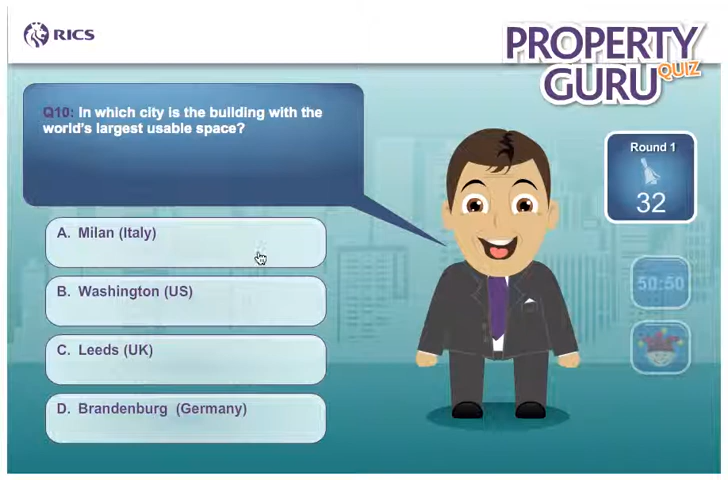 RICS
PROPERTY
GURU
QUIZ
Q10: In which city is the building with the
world's largest usable space?
Round 1
32
A. Milan (Italy)
B. Washington (US)
50:50
C. Leeds (UK)
D. Brandenburg (Germany)